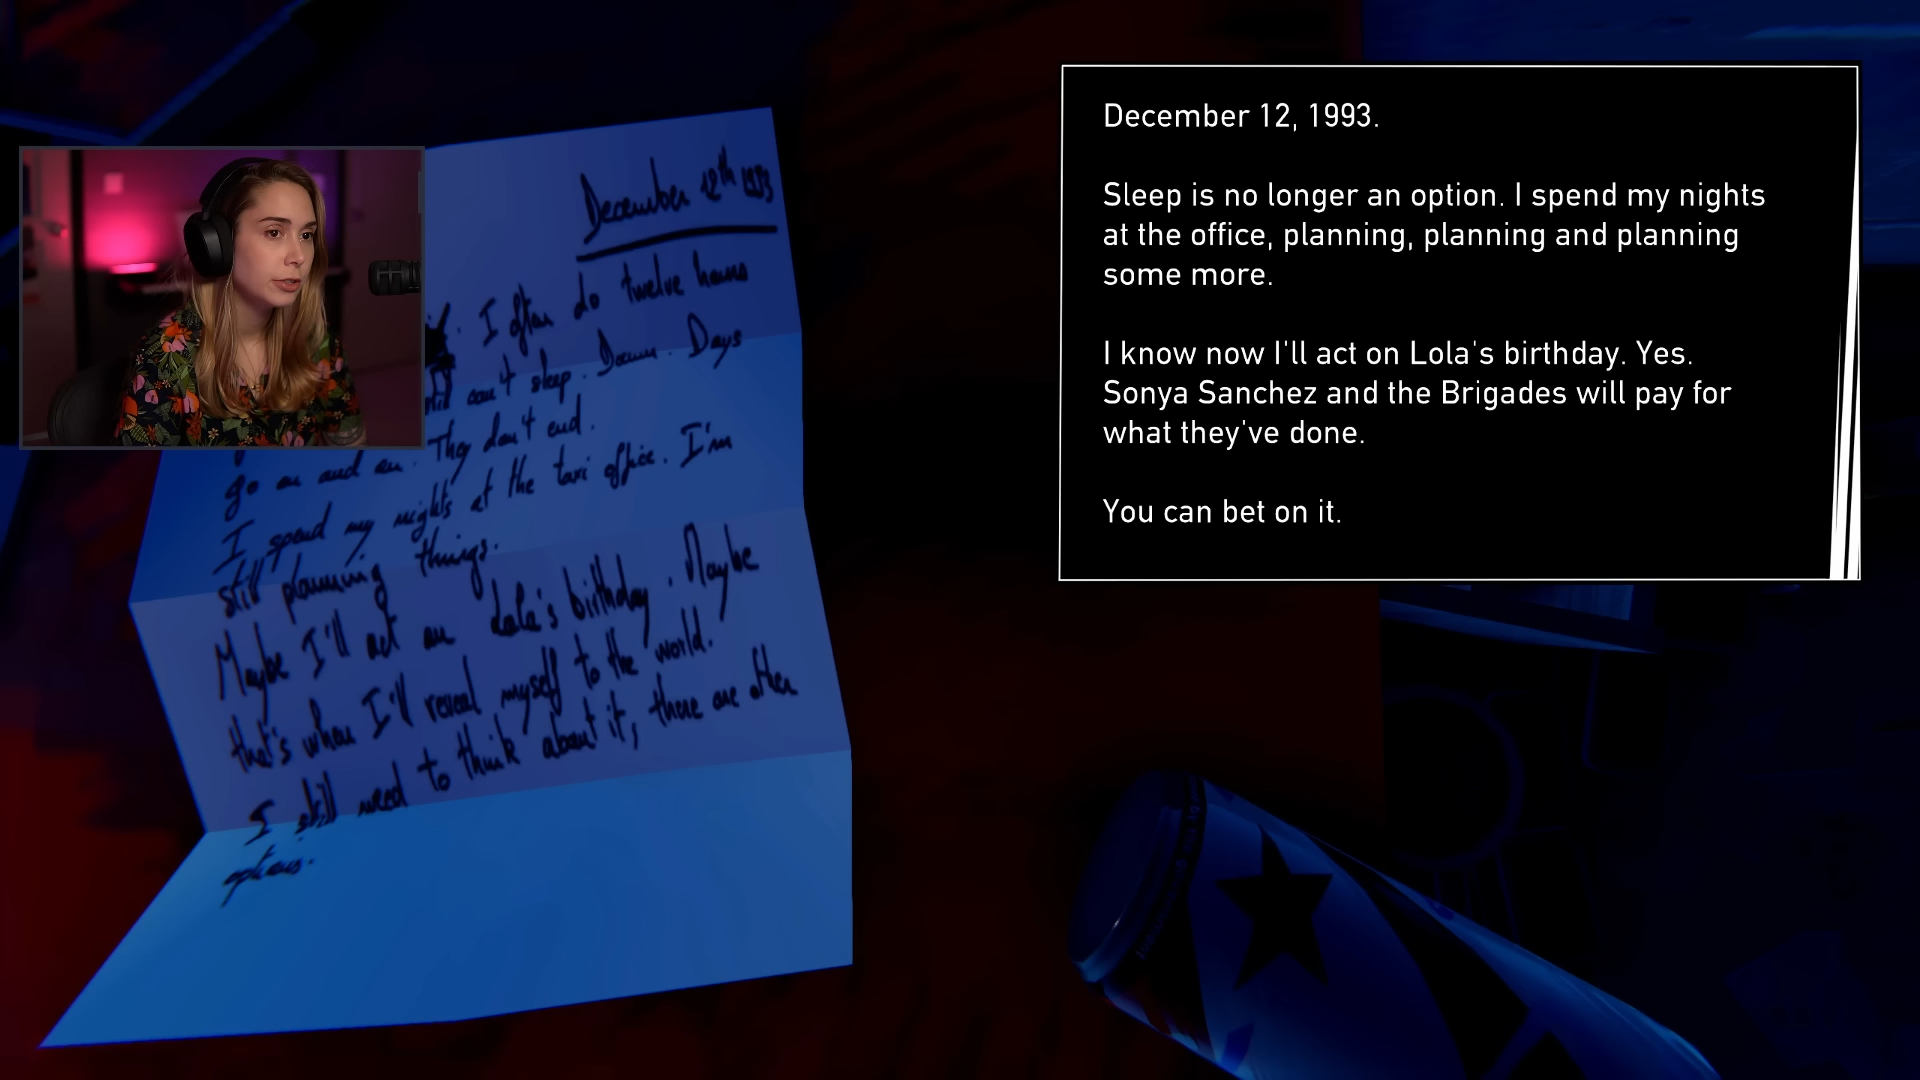 December 12th 1993
I often do twelve hours
still can't sleep. Damn. Days
go on and on. They don't end.
I spend my nights at the taxi office. I'm
still planning things.
Maybe I'll act on Lola's birthday. Maybe
that's when I'll reveal myself to the world.
I still need to think about it, there are other
options.
December 12, 1993.
Sleep is no longer an option. I spend my nights
at the office, planning, planning and planning
some more.
I know now I'll act on Lola's birthday. Yes.
Sonya Sanchez and the Brigades will pay for
what they've done.
You can bet on it.